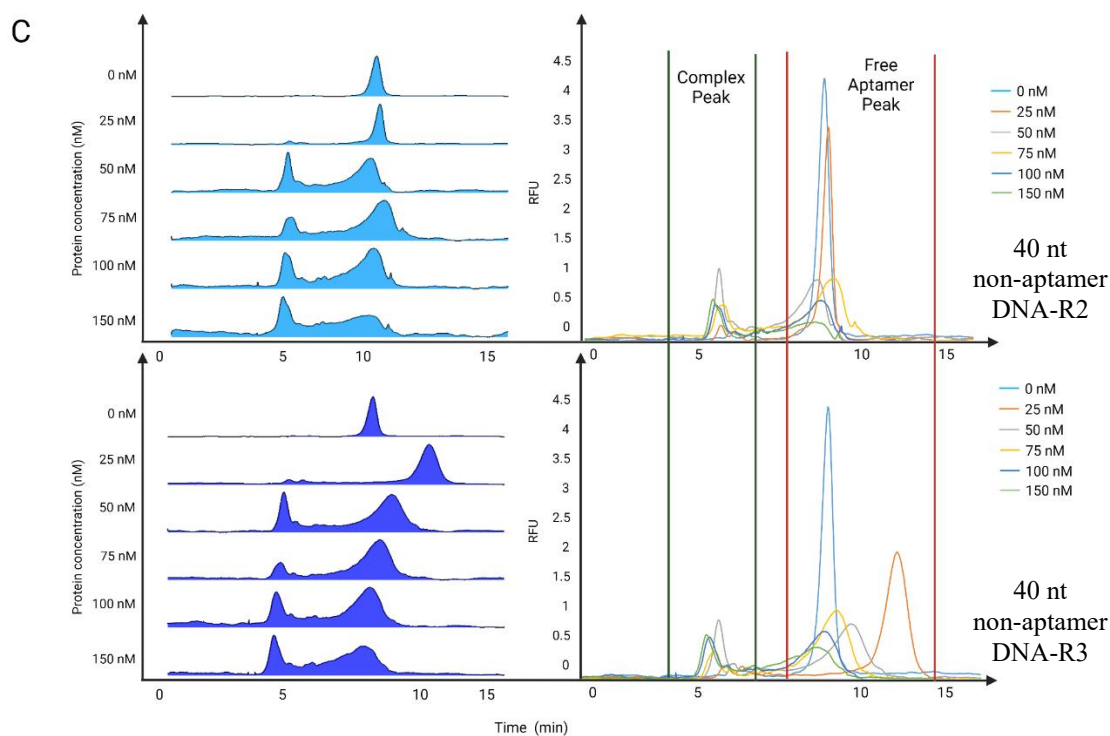 C
Protein concentration (nM)
0 nM
25 nM
50 nM
75 nM
100 nM
150 nM
0
5
10
15
RFU
4.5
4
3.5
3
2.5
2
1.5
1
0.5
0
Complex
Peak
Free
Aptamer
Peak
0
5
10
15
0 nM
25 nM
50 nM
75 nM
100 nM
150 nM
40 nt
non-aptamer
DNA-R2
Protein concentration (nM)
0 nM
25 nM
50 nM
75 nM
100 nM
150 nM
0
5
10
15
RFU
4.5
4
3.5
3
2.5
2
1.5
1
0.5
0
0
5
10
15
0 nM
25 nM
50 nM
75 nM
100 nM
150 nM
40 nt
non-aptamer
DNA-R3
Time (min)